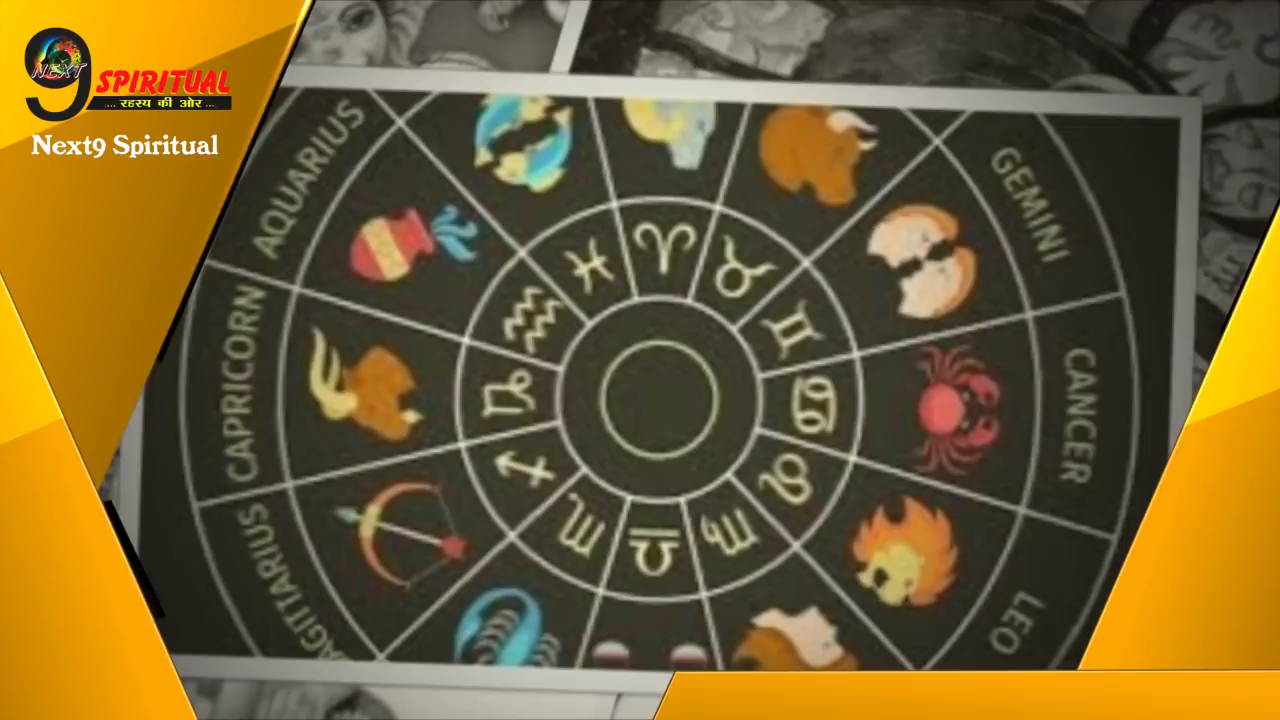 9
NEXT
SPIRITUAL
... रहस्य की ओर ...
Next9 Spiritual
AQUARIUS
GEMINI
CAPRICORN
CANCER
AGITTARIUS
LEO